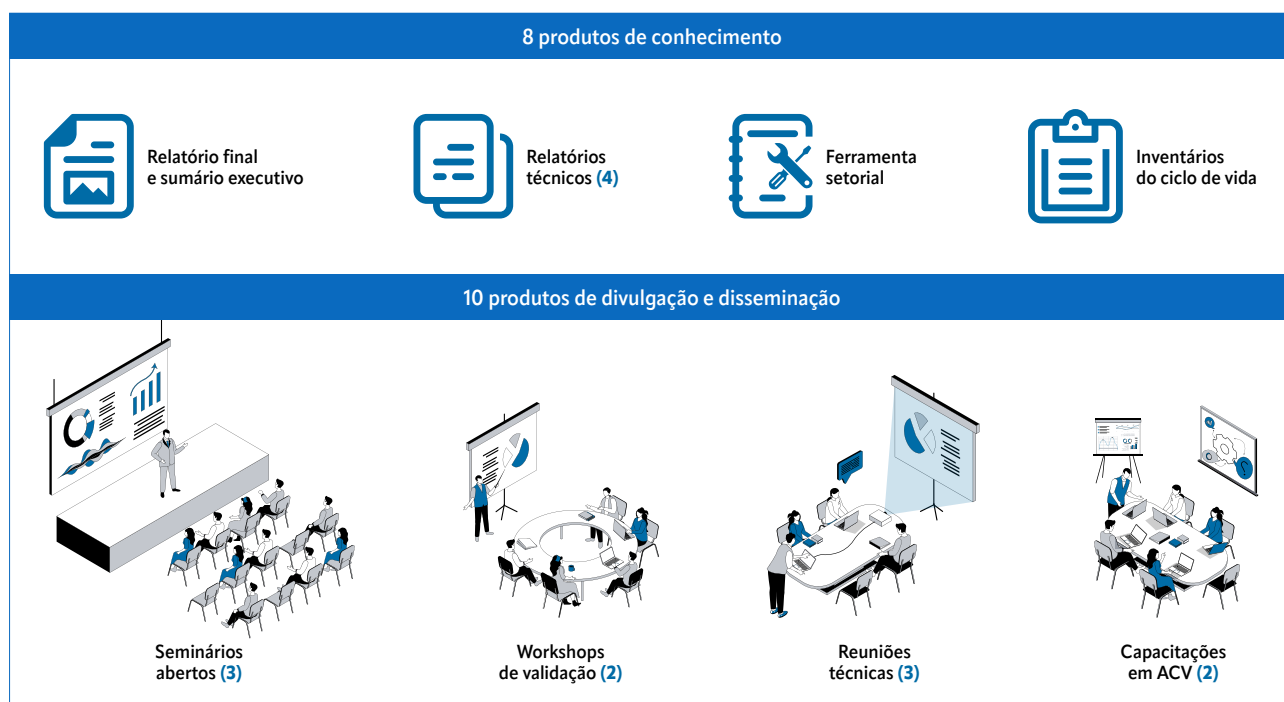 8 produtos de conhecimento
Relatório final
e sumário executivo
Relatórios
técnicos (4)
Ferramenta
setorial
Inventários
do ciclo de vida
10 produtos de divulgação e disseminação
Seminários
abertos (3)
Workshops
de validação (2)
Reuniões
técnicas (3)
Capacitações
em ACV (2)